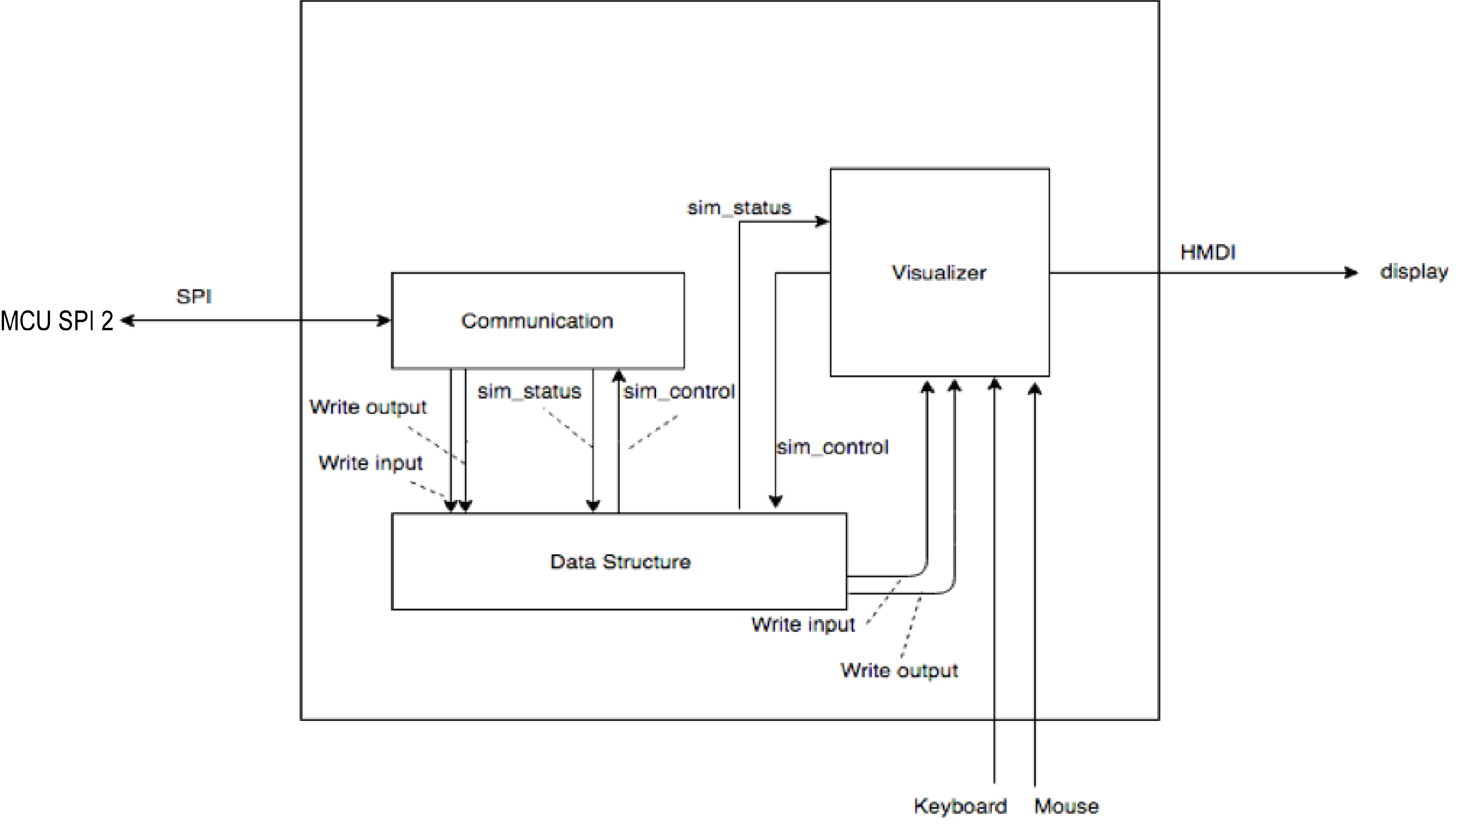 sim_status
Visualizer
HMDI
display
SPI
MCU SPI 2
Communication
sim_status
sim_control
Write output
sim_control
Write input
Data Structure
Write input
Write output
Keyboard
Mouse